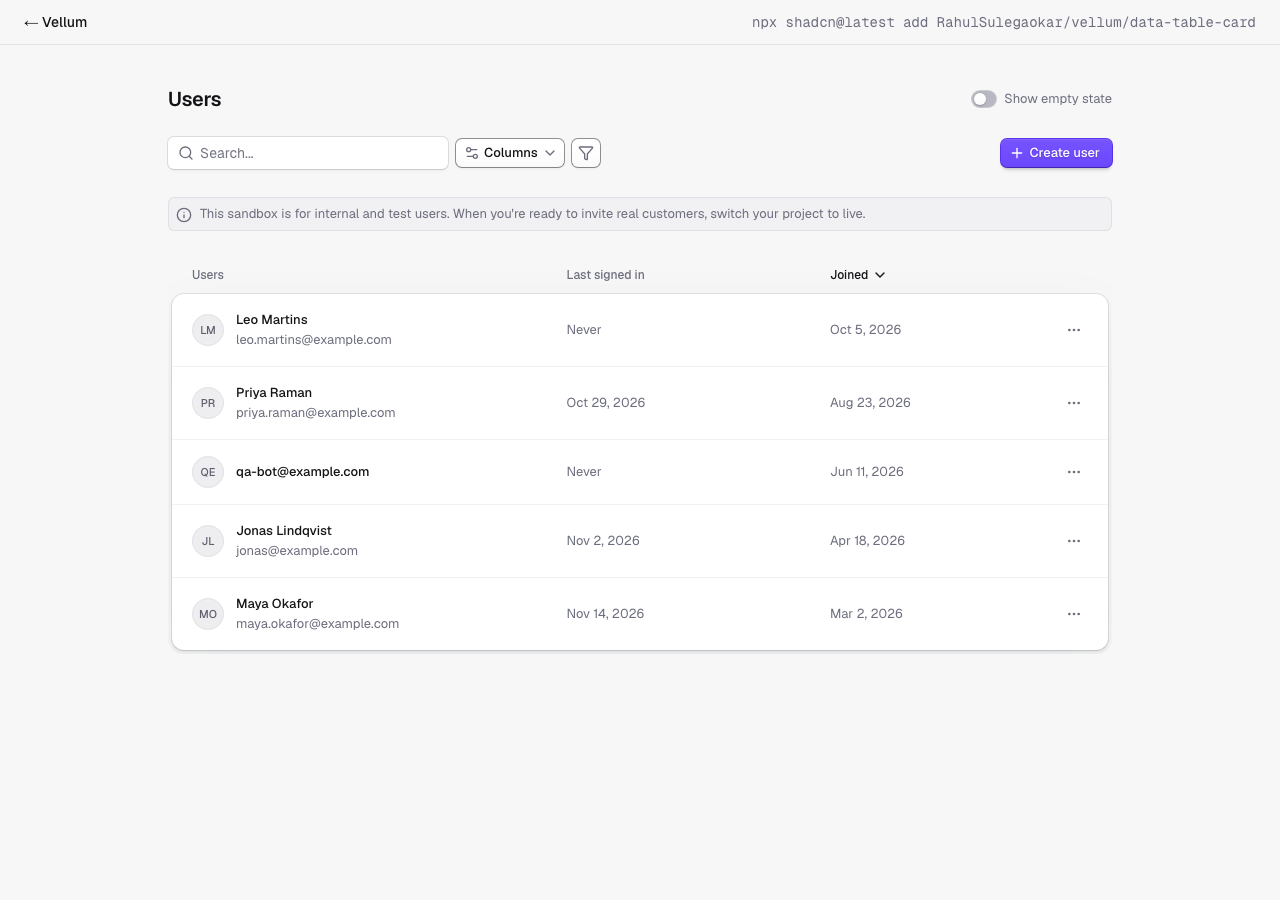 ← Vellum
npx shadcn@latest add RahulSulegaokar/vellum/data-table-card
Users
Show empty state
Search...
Columns
+ Create user
This sandbox is for internal and test users. When you're ready to invite real customers, switch your project to live.
Users Last signed in Joined
LM Leo Martins
leo.martins@example.com
Never Oct 5, 2026
PR Priya Raman
priya.raman@example.com
Oct 29, 2026 Aug 23, 2026
QE qa-bot@example.com Never Jun 11, 2026
JL Jonas Lindqvist
jonas@example.com
Nov 2, 2026 Apr 18, 2026
MO Maya Okafor
maya.okafor@example.com
Nov 14, 2026 Mar 2, 2026